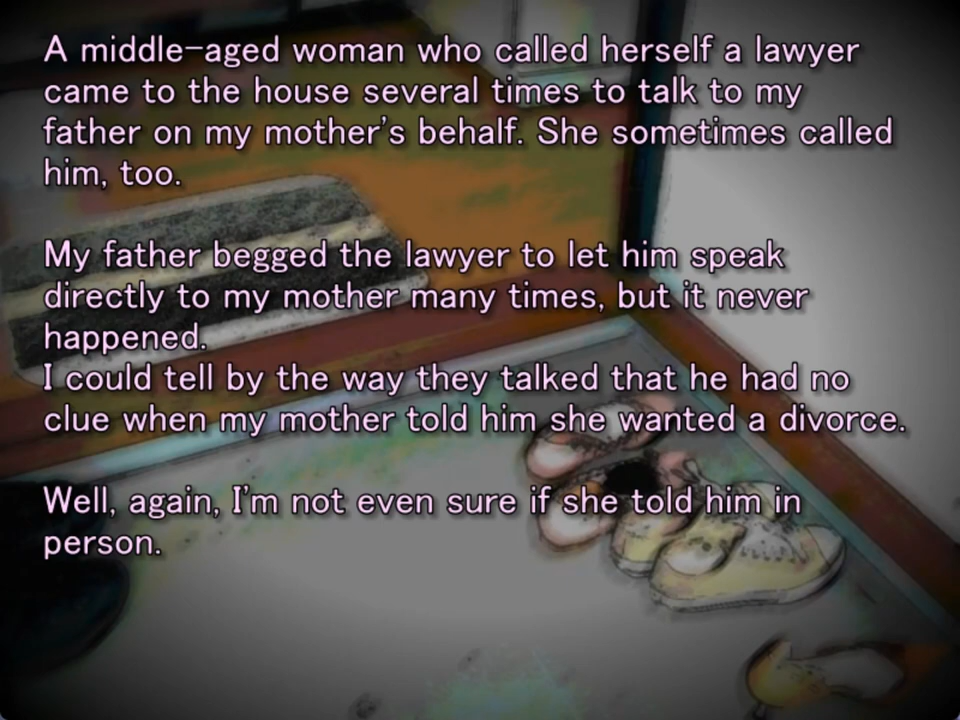 A middle-aged woman who called herself a lawyer
came to the house several times to talk to my
father on my mother's behalf. She sometimes called
him, too.
My father begged the lawyer to let him speak
directly to my mother many times, but it never
happened.
I could tell by the way they talked that he had no
clue when my mother told him she wanted a divorce.
Well, again, I'm not even sure if she told him in
person.